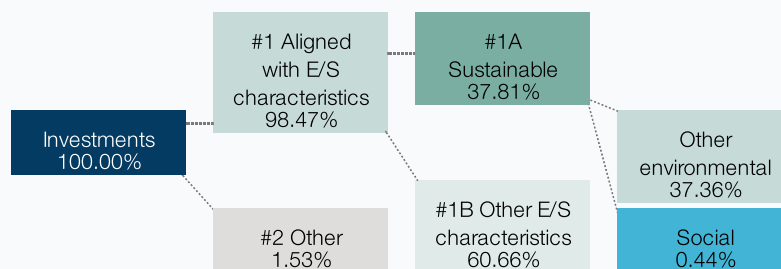 Investments
100.00%
#1 Aligned
with E/S
characteristics
98.47%
#2 Other
1.53%
#1A
Sustainable
37.81%
#1B Other E/S
characteristics
60.66%
Other
environmental
37.36%
Social
0.44%